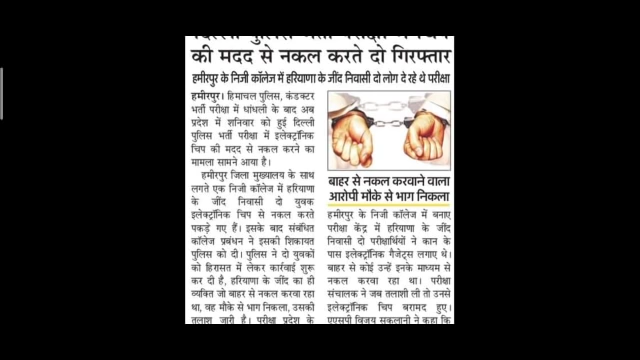 की मदद से नकल करते दो गिरफ्तार
हमीरपुर के निजी कॉलेज में हरियाणा के जींद निवासी दो लोग दे रहे थे परीक्षा
हमीरपुर। हिमाचल पुलिस, कंडक्टर
भर्ती परीक्षा में धांधली के बाद अब
प्रदेश में शनिवार को हुई दिल्ली
पुलिस भर्ती परीक्षा में इलेक्ट्रॉनिक
चिप की मदद से नकल करने का
मामला सामने आया है।
हमीरपुर जिला मुख्यालय के साथ
लगते एक निजी कॉलेज में हरियाणा
के जींद निवासी दो युवक
इलेक्ट्रॉनिक चिप से नकल करते
पकड़े गए हैं। इसके बाद संबंधित
कॉलेज प्रबंधन ने इसकी शिकायत
पुलिस को दी। पुलिस ने दो युवकों
को हिरासत में लेकर कार्रवाई शुरू
कर दी है, हरियाणा के जींद का ही
व्यक्ति जो बाहर से नकल करवा रहा
था, वह मौके से भाग निकला, उसकी
तलाश जारी है। परीक्षा प्रदेश के
बाहर से नकल करवाने वाला
आरोपी मौके से भाग निकला
हमीरपुर के निजी कॉलेज में बनाए
परीक्षा केंद्र में हरियाणा के जींद
निवासी दो परीक्षार्थियों ने कान के
पास इलेक्ट्रॉनिक गैजेट्स लगाए थे।
बाहर से कोई उन्हें इनके माध्यम से
नकल करवा रहा था। परीक्षा
संचालक ने जब तलाशी ली तो उनसे
इलेक्ट्रॉनिक चिप बरामद हुए।
एएसपी विजय सकलानी ने कहा कि